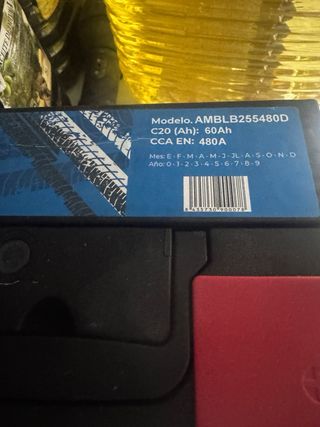 Modelo. AMBLB255480D
C20 (Ah): 60Ah
CCA EN: 480A
Mes: E - F - M - A - M - J - JL - A - S - O - N - D
Año: 0 - 1 - 2 - 3 - 4 - 5 - 6 - 7 - 8 - 9